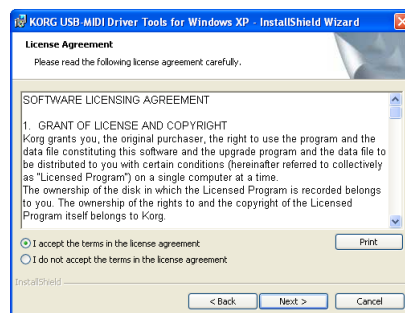 KORG USB-MIDI Driver Tools for Windows XP - InstallShield Wizard
License Agreement
Please read the following license agreement carefully.
SOFTWARE LICENSING AGREEMENT
1. GRANT OF LICENSE AND COPYRIGHT
Korg grants you, the original purchaser, the right to use the program and the
data file constituting this software and the upgrade program and the data file to
be distributed to you with certain conditions (hereinafter referred to collectively
as "Licensed Program") on a single computer at a time.
The ownership of the disk in which the Licensed Program is recorded belongs
to you. The ownership of the rights to and the copyright of the Licensed
Program itself belongs to Korg.
I accept the terms in the license agreement
Print
I do not accept the terms in the license agreement
InstallShield
< Back
Next >
Cancel